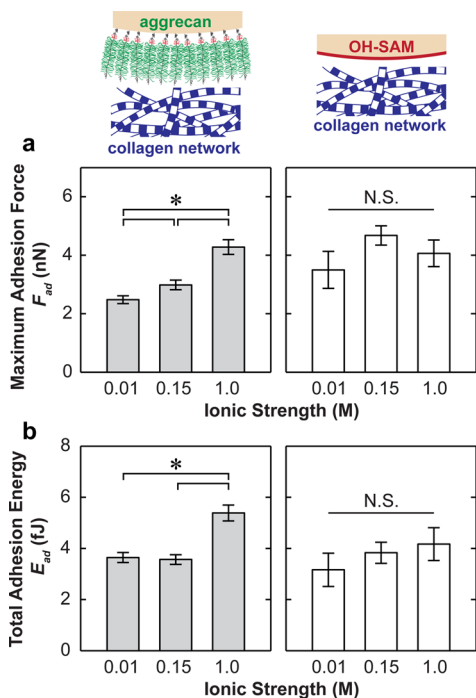 aggrecan
collagen network
OH-SAM
collagen network
a
Maximum Adhesion Force
F_ad (nN)
6
4
2
0
*
0.01 0.15 1.0
N.S.
0.01 0.15 1.0
Ionic Strength (M)
b
Total Adhesion Energy
E_ad (fJ)
8
6
4
2
0
*
0.01 0.15 1.0
N.S.
0.01 0.15 1.0
Ionic Strength (M)